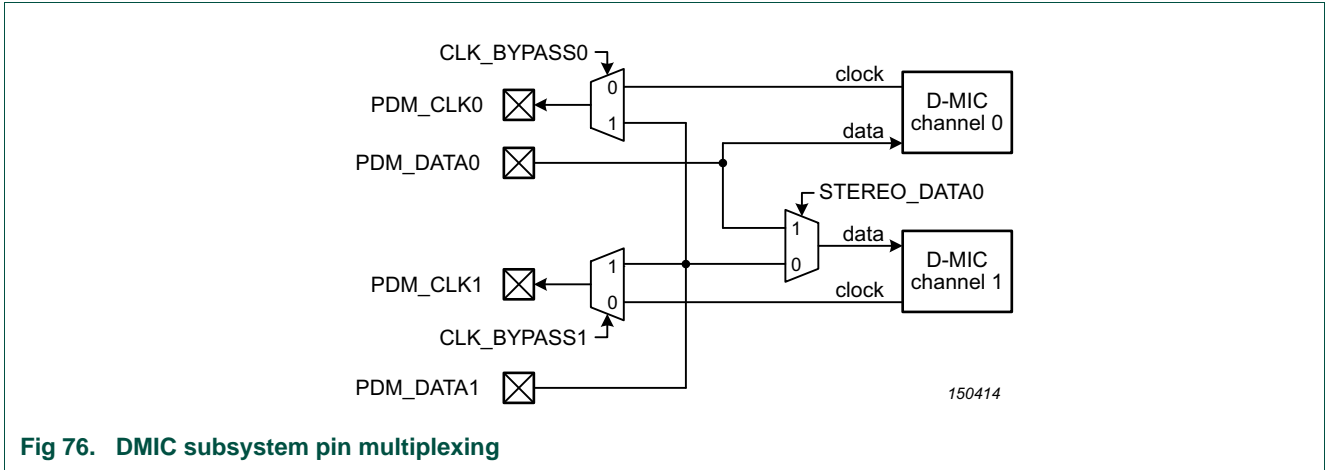 CLK_BYPASS0
clock
PDM_CLK0
0
D-MIC
channel 0
1
data
PDM_DATA0
STEREO_DATA0
1
data
1
0
D-MIC
channel 1
PDM_CLK1
0
clock
CLK_BYPASS1
PDM_DATA1
150414
Fig 76. DMIC subsystem pin multiplexing